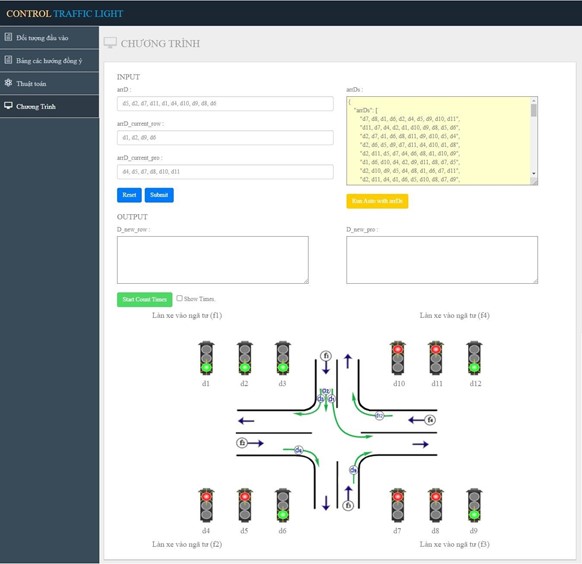 CONTROL TRAFFIC LIGHT
Đối tượng đầu vào
Bảng các hướng đồng ý
Thuật toán
Chương Trình
CHƯƠNG TRÌNH
INPUT
arrD :
d5, d2, d7, d11, d1, d4, d10, d9, d8, d6
arrD_current_row :
d1, d2, d9, d6
arrD_current_pro :
d4, d5, d7, d8, d10, d11
Reset
Submit
arrDs :
{
"arrDs": [
"d7, d8, d1, d6, d2, d4, d5, d9, d10, d11",
"d11, d7, d4, d2, d1, d10, d9, d8, d5, d6",
"d2, d7, d1, d6, d8, d11, d9, d10, d5, d4",
"d2, d6, d5, d9, d7, d11, d4, d10, d1, d8",
"d2, d11, d5, d7, d4, d6, d8, d1, d10, d9",
"d1, d6, d10, d4, d2, d9, d11, d8, d7, d5",
"d2, d10, d9, d5, d4, d8, d1, d6, d7, d11",
"d2, d11, d4, d1, d6, d5, d10, d8, d7, d9",
Run Auto with arrDs
OUTPUT
D_new_row :
D_new_pro :
Start Count Times
Show Times.
Làn xe vào ngã tư (f1)
Làn xe vào ngã tư (f4)
d1 d2 d3
d10 d11 d12
f1
d2
d3 d1
d12
f4
f2
d6
d9
f3
d4 d5 d6
d7 d8 d9
Làn xe vào ngã tư (f2)
Làn xe vào ngã tư (f3)